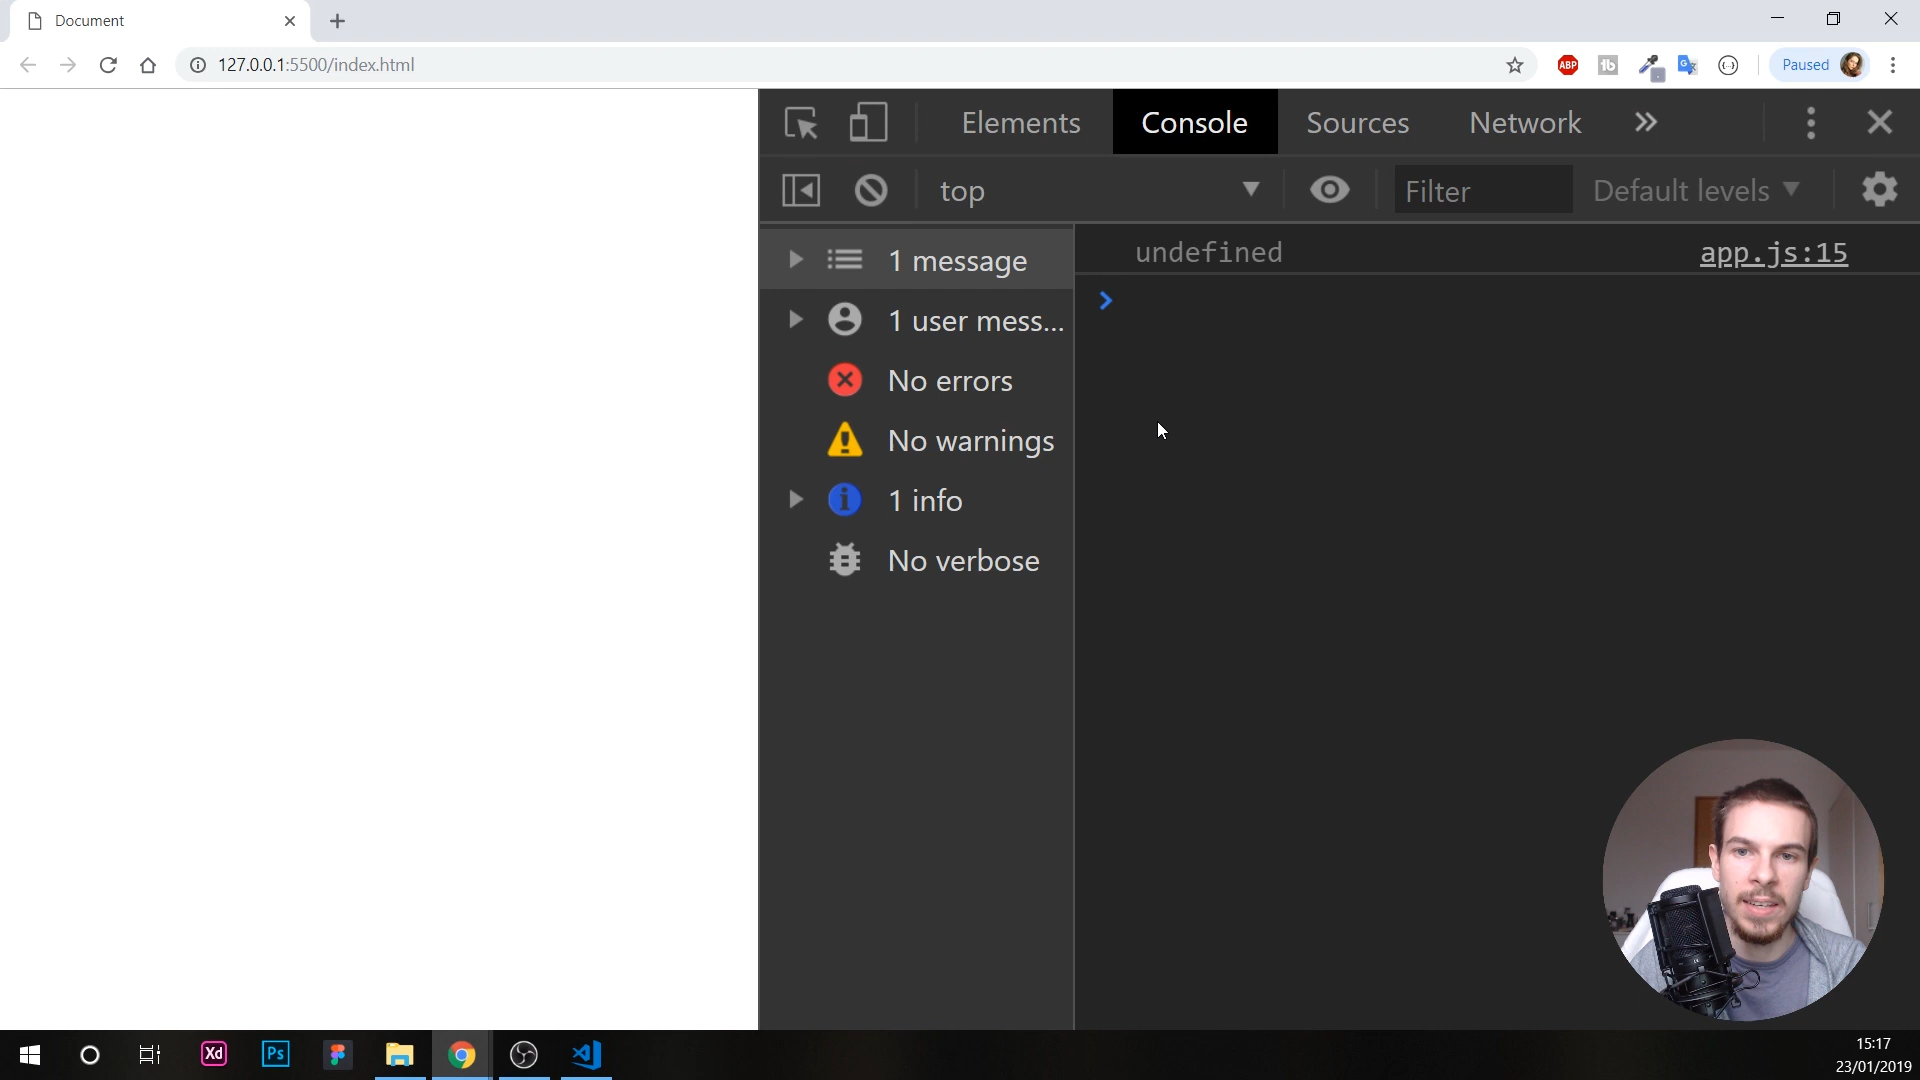 Document
127.0.0.1:5500/index.html
ABP
Paused
Elements
Console
Sources
Network
top
Filter
Default levels
1 message
1 user mess...
No errors
No warnings
1 info
No verbose
undefined
app.js:15
Xd
Ps
15:17
23/01/2019